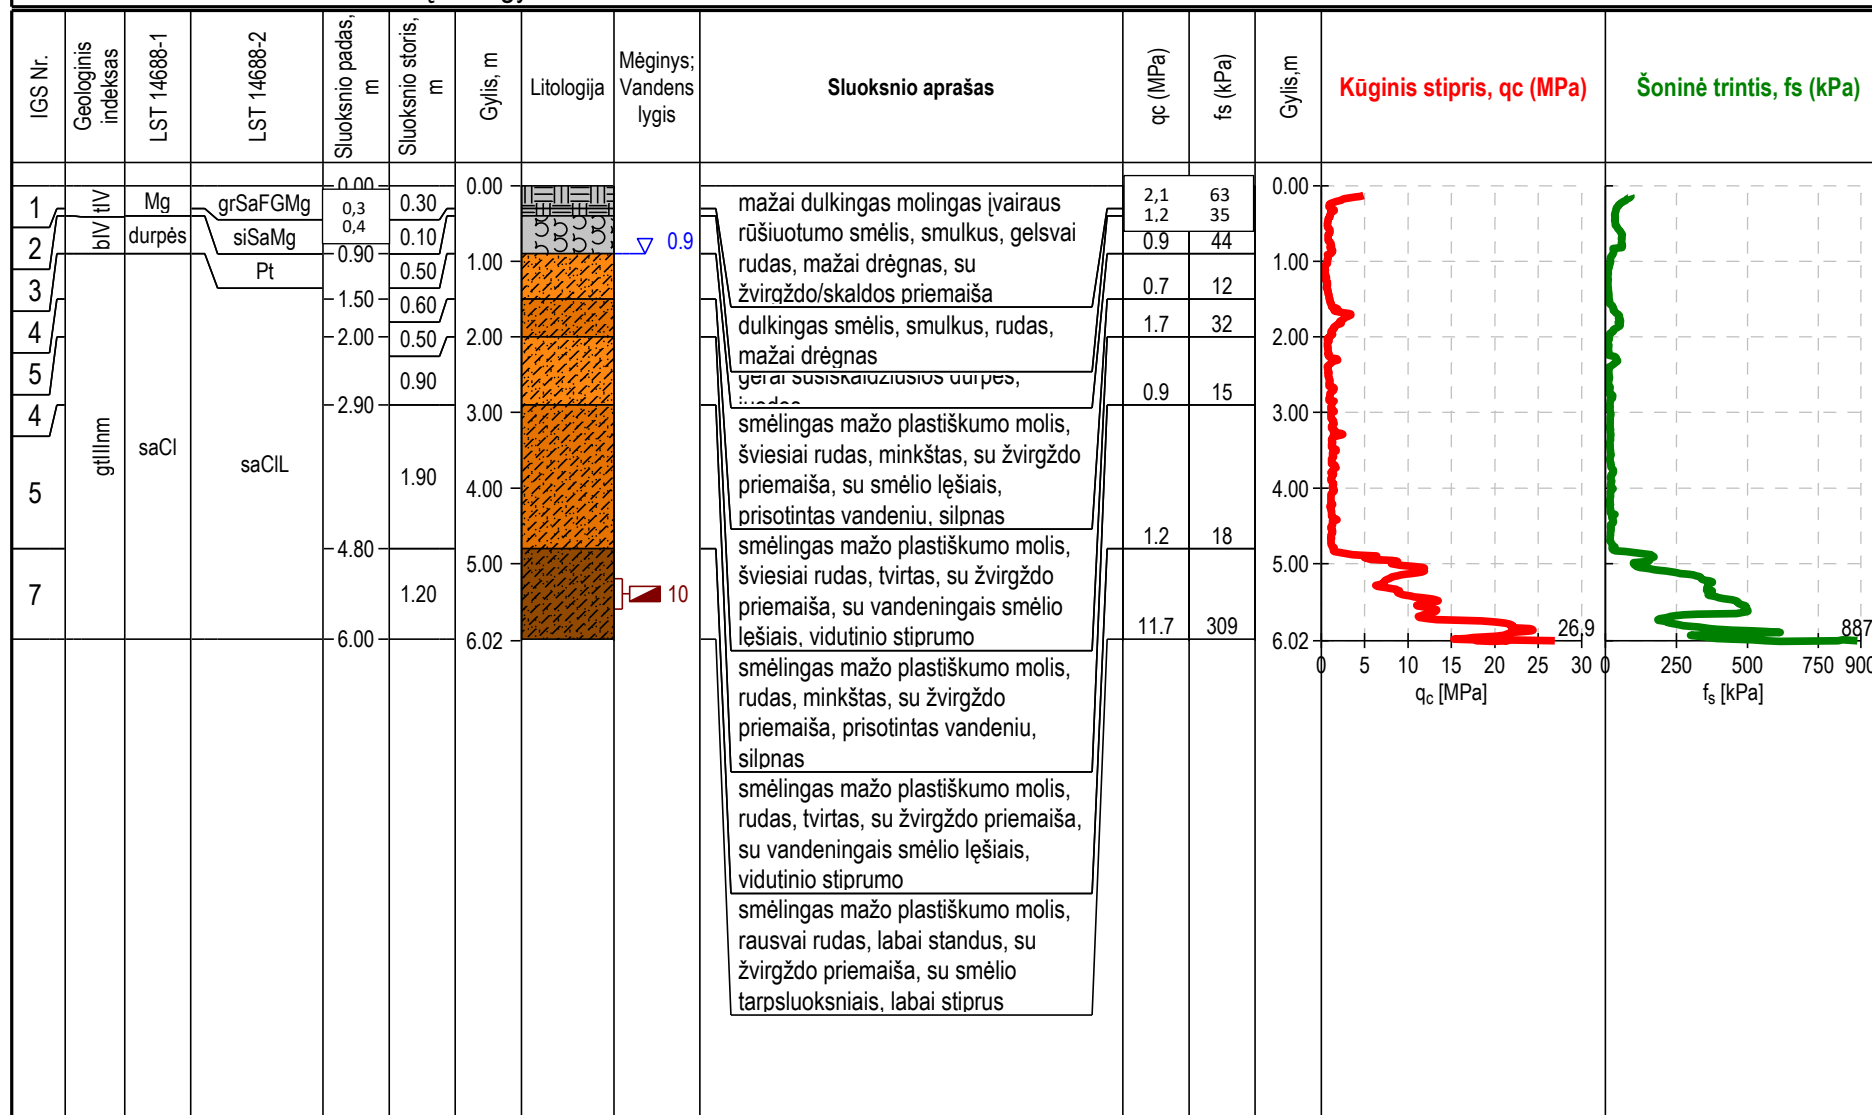 IGS Nr.
Geologinis
indeksas
LST 14688-1
LST 14688-2
Sluoksnio padas,
m
Sluoksnio storis,
m
Gylis, m
Litologija
Mėginys;
Vandens
lygis
Sluoksnio aprašas
qc (MPa)
fs (kPa)
Gylis,m
Kūginis stipris, qc (MPa)
Šoninė trintis, fs (kPa)
1
2
3
4
5
4
5
7
tIV
bIV
gtIIInm
Mg
durpės
saCl
grSaFGMg
siSaMg
Pt
saClL
0.00
0,3
0,4
0.90
1.50
2.00
2.90
4.80
6.00
0.30
0.10
0.50
0.60
0.50
0.90
1.90
1.20
0.00
1.00
2.00
3.00
4.00
5.00
6.02
0.9
10
mažai dulkingas molingas įvairaus
rūšiuotumo smėlis, smulkus, gelsvai
rudas, mažai drėgnas, su
žvirgždo/skaldos priemaiša
dulkingas smėlis, smulkus, rudas,
mažai drėgnas
gerai susiskaidžiusios durpės,
smėlingas mažo plastiškumo molis,
šviesiai rudas, minkštas, su žvirgždo
priemaiša, su smėlio lęšiais,
prisotintas vandeniu, silpnas
smėlingas mažo plastiškumo molis,
šviesiai rudas, tvirtas, su žvirgždo
priemaiša, su vandeningais smėlio
lęšiais, vidutinio stiprumo
smėlingas mažo plastiškumo molis,
rudas, minkštas, su žvirgždo
priemaiša, prisotintas vandeniu,
silpnas
smėlingas mažo plastiškumo molis,
rudas, tvirtas, su žvirgždo priemaiša,
su vandeningais smėlio lęšiais,
vidutinio stiprumo
smėlingas mažo plastiškumo molis,
rausvai rudas, labai standus, su
žvirgždo priemaiša, su smėlio
tarpsluoksniais, labai stiprus
2,1 63
1,2 35
0.9 44
0.7 12
1.7 32
0.9 15
1.2 18
11.7 309
0.00
1.00
2.00
3.00
4.00
5.00
6.02
26.9
0 5 10 15 20 25 30
qc [MPa]
887
0 250 500 750 900
fs [kPa]